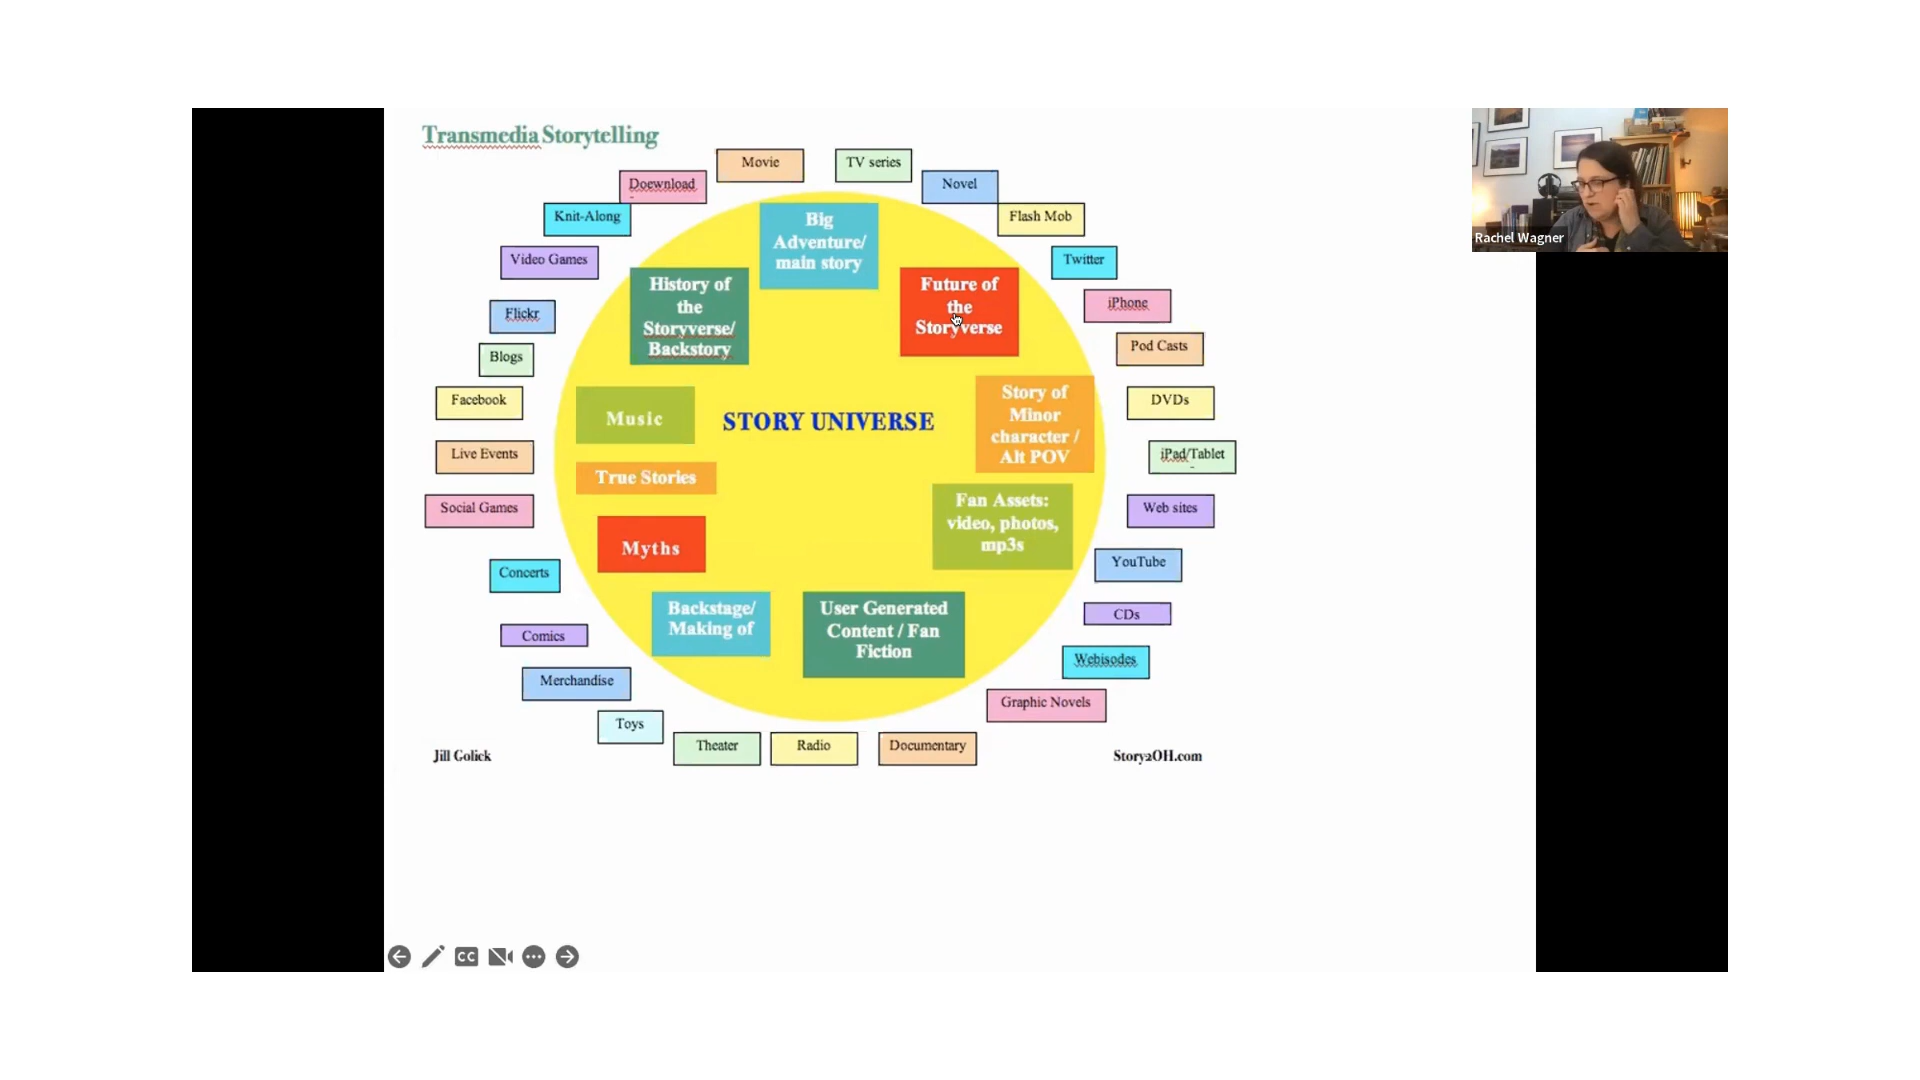 Transmedia Storytelling
Movie
TV series
Doewnload
Novel
Knit-Along
Flash Mob
Big
Adventure/
main story
Video Games
Twitter
History of
the
Storyverse/
Backstory
Future of
the
Storyverse
Rachel Wagner
Flickr
iPhone
Blogs
Pod Casts
Facebook
Music
STORY UNIVERSE
Story of
Minor
character /
Alt POV
DVDs
Live Events
True Stories
iPad/Tablet
Social Games
Fan Assets:
video, photos,
mp3s
Web sites
Myths
YouTube
Concerts
Backstage/
Making of
User Generated
Content / Fan
Fiction
CDs
Comics
Webisodes
Merchandise
Graphic Novels
Toys
Theater
Radio
Documentary
Jill Golick
Story2OH.com
CC